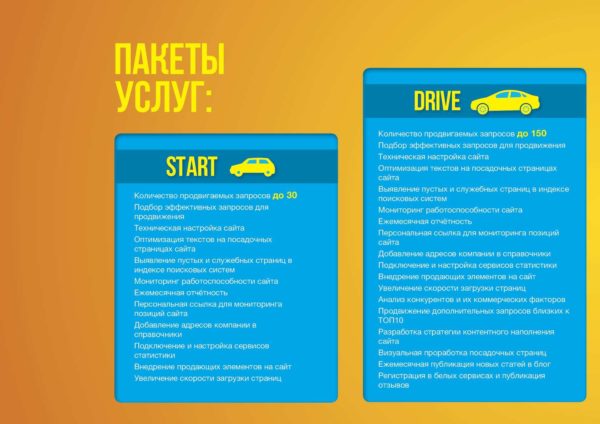 ПАКЕТЫ
УСЛУГ:
START
Количество продвигаемых запросов до 30
Подбор эффективных запросов для
продвижения
Техническая настройка сайта
Оптимизация текстов на посадочных
страницах сайта
Выявление пустых и служебных страниц в
индексе поисковых систем
Мониторинг работоспособности сайта
Ежемесячная отчётность
Персональная ссылка для мониторинга
позиций сайта
Добавление адресов компании в
справочники
Подключение и настройка сервисов
статистики
Внедрение продающих элементов на сайт
Увеличение скорости загрузки страниц
DRIVE
Количество продвигаемых запросов до 150
Подбор эффективных запросов для продвижения
Техническая настройка сайта
Оптимизация текстов на посадочных страницах
сайта
Выявление пустых и служебных страниц в индексе
поисковых систем
Мониторинг работоспособности сайта
Ежемесячная отчётность
Персональная ссылка для мониторинга позиций
сайта
Добавление адресов компании в справочники
Подключение и настройка сервисов статистики
Внедрение продающих элементов на сайт
Увеличение скорости загрузки страниц
Анализ конкурентов и их коммерческих факторов
Продвижение дополнительных запросов близких к
ТОП10
Разработка стратегии контентного наполнения
сайта
Визуальная проработка посадочных страниц
Ежемесячная публикация новых статей в блог
Регистрация в белых сервисах и публикация
отзывов